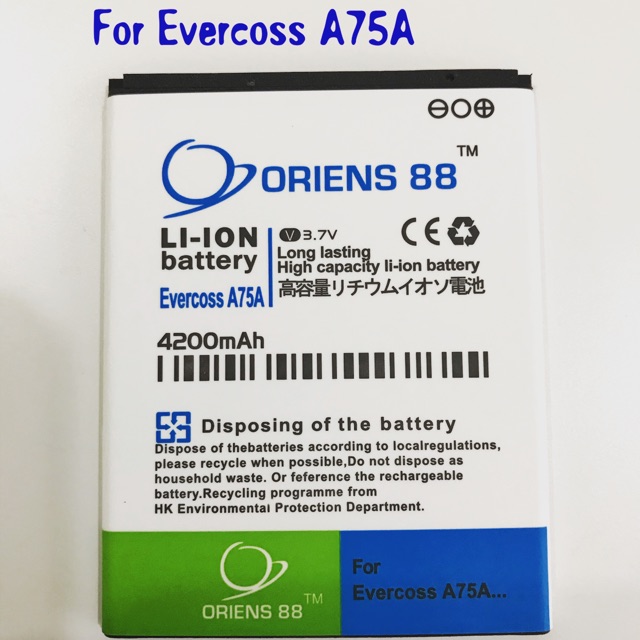 For Evercoss A75A
ORIENS 88 ™
LI-ION
battery
Evercoss A75A
V 3.7V
CE
Long lasting
High capacity li-ion battery
高容量リチウムイオソ電池
4200mAh
Disposing of the battery
Dispose of thebatteries according to localregulations,
please recycle when possible,Do not dispose as
household waste. Or feference the rechargeable
battery.Recycling programme from
HK Environmental Protection Department.
ORIENS 88 ™
For
Evercoss A75A...